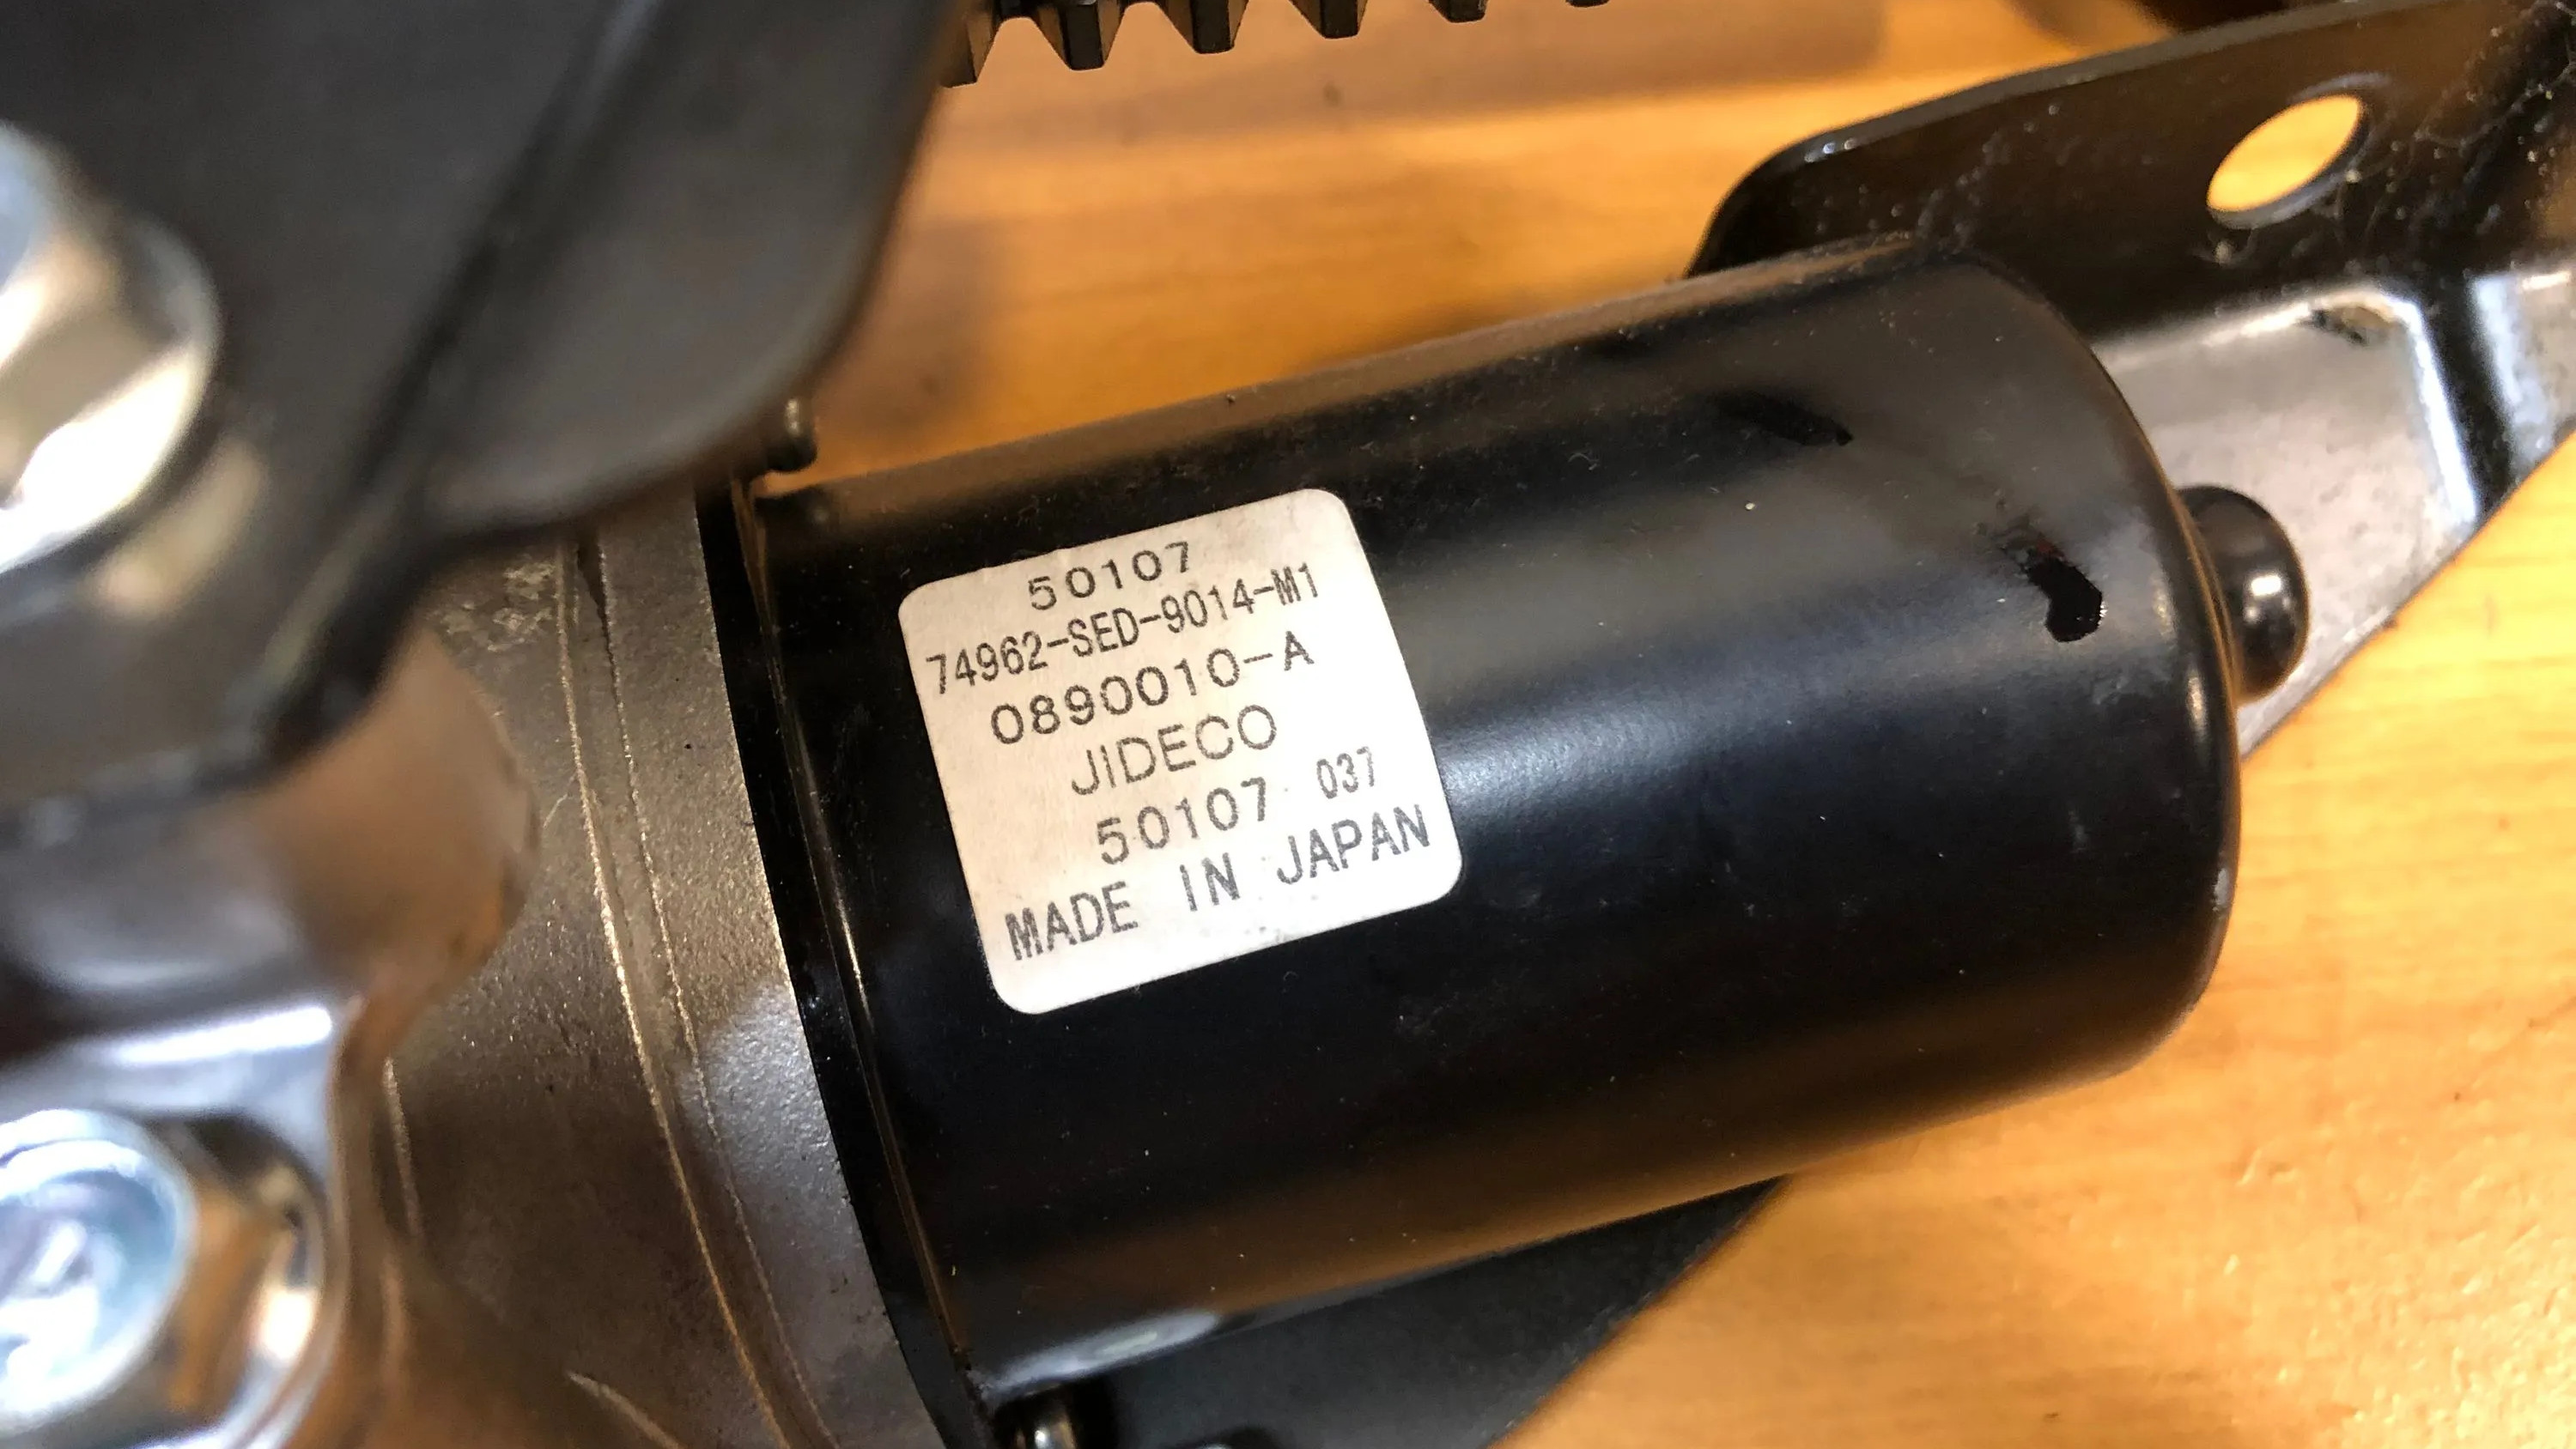 50107
74962-SED-9014-M1
0890010-A
JIDECO
50107 037
MADE IN JAPAN